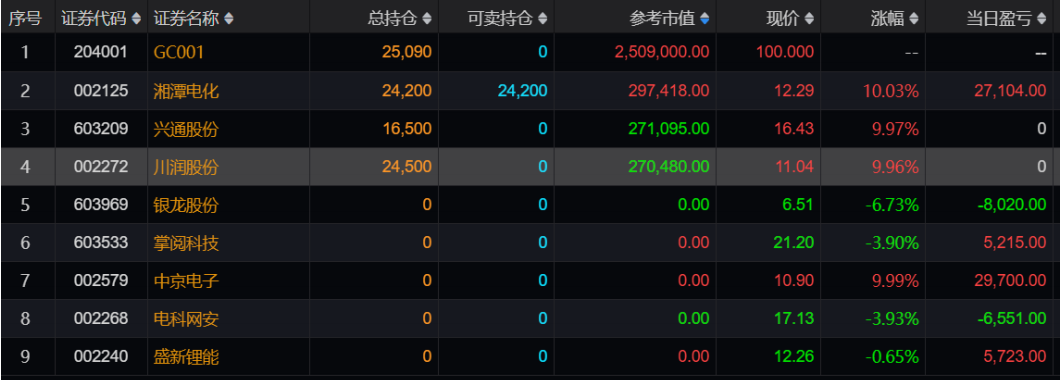 序号 证券代码 证券名称 总持仓 可卖持仓 参考市值 现价 涨幅 当日盈亏
1 204001 GC001 25,090 0 2,509,000.00 100.000 -- --
2 002125 湘潭电化 24,200 24,200 297,418.00 12.29 10.03% 27,104.00
3 603209 兴通股份 16,500 0 271,095.00 16.43 9.97% 0
4 002272 川润股份 24,500 0 270,480.00 11.04 9.96% 0
5 603969 银龙股份 0 0 0.00 6.51 -6.73% -8,020.00
6 603533 掌阅科技 0 0 0.00 21.20 -3.90% 5,215.00
7 002579 中京电子 0 0 0.00 10.90 9.99% 29,700.00
8 002268 电科网安 0 0 0.00 17.13 -3.93% -6,551.00
9 002240 盛新锂能 0 0 0.00 12.26 -0.65% 5,723.00